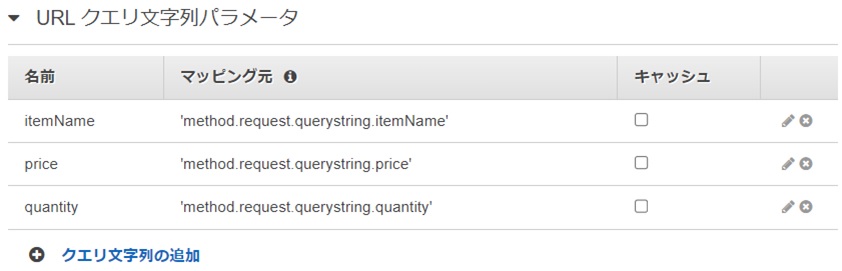 URL クエリ文字列パラメータ
名前 マッピング元 キャッシュ
itemName 'method.request.querystring.itemName'
price 'method.request.querystring.price'
quantity 'method.request.querystring.quantity'
クエリ文字列の追加